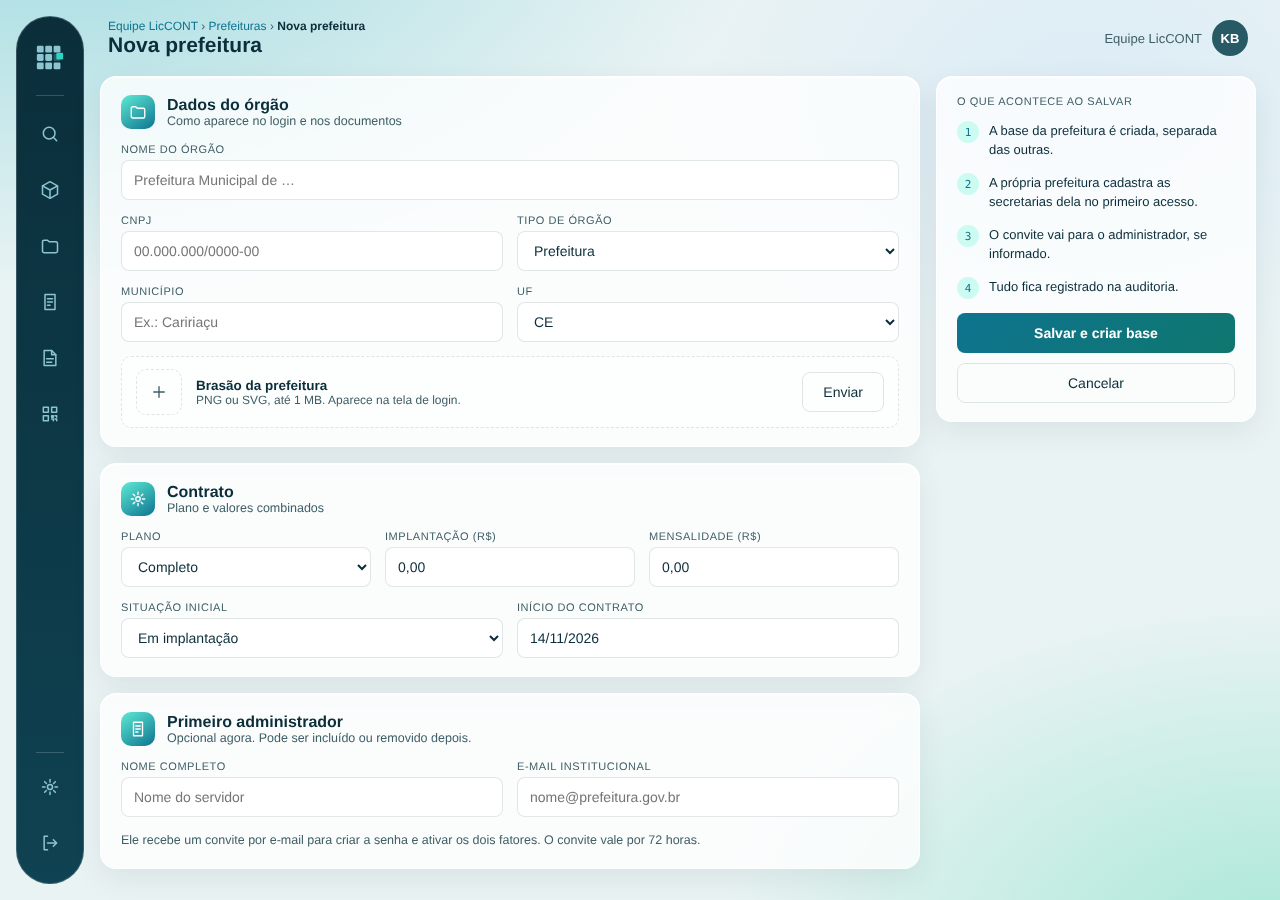 Equipe LicCONT › Prefeituras › Nova prefeitura
Nova prefeitura
Equipe LicCONT
KB
Dados do órgão
Como aparece no login e nos documentos
NOME DO ÓRGÃO
Prefeitura Municipal de …
CNPJ
TIPO DE ÓRGÃO
00.000.000/0000-00
Prefeitura
MUNICÍPIO
UF
Ex.: Caririaçu
CE
Brasão da prefeitura
PNG ou SVG, até 1 MB. Aparece na tela de login.
Enviar
Contrato
Plano e valores combinados
PLANO
IMPLANTAÇÃO (R$)
MENSALIDADE (R$)
Completo
0,00
0,00
SITUAÇÃO INICIAL
INÍCIO DO CONTRATO
Em implantação
14/11/2026
Primeiro administrador
Opcional agora. Pode ser incluído ou removido depois.
NOME COMPLETO
E-MAIL INSTITUCIONAL
Nome do servidor
nome@prefeitura.gov.br
Ele recebe um convite por e-mail para criar a senha e ativar os dois fatores. O convite vale por 72 horas.
O QUE ACONTECE AO SALVAR
1
A base da prefeitura é criada, separada
das outras.
2
A própria prefeitura cadastra as
secretarias dela no primeiro acesso.
3
O convite vai para o administrador, se
informado.
4
Tudo fica registrado na auditoria.
Salvar e criar base
Cancelar